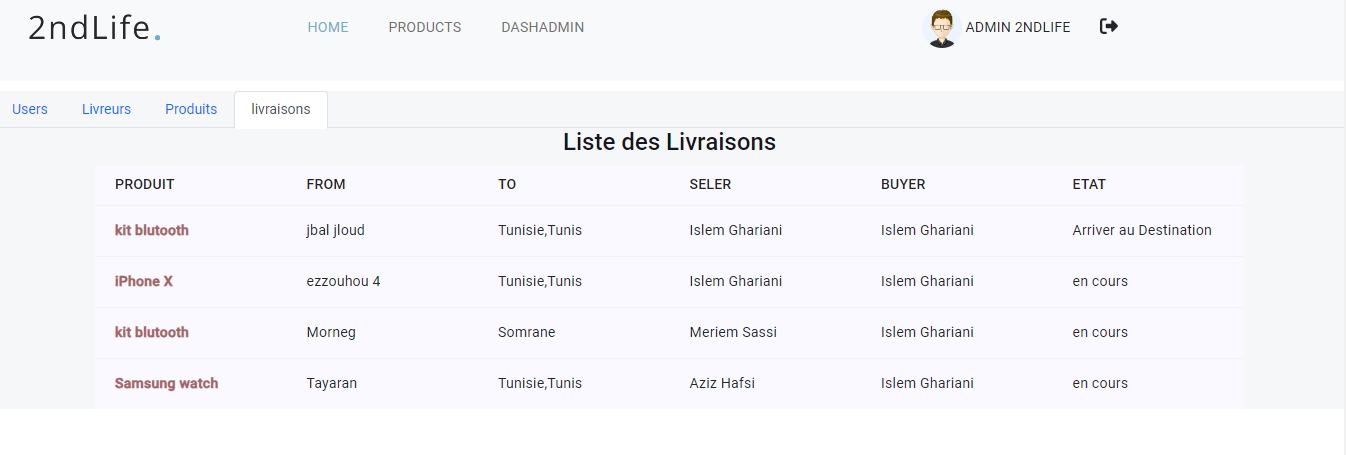 2ndLife. HOME PRODUCTS DASHADMIN ADMIN 2NDLIFE
Users Livreurs Produits livraisons
Liste des Livraisons
PRODUIT FROM TO SELER BUYER ETAT
kit blutooth jbal jloud Tunisie,Tunis Islem Ghariani Islem Ghariani Arriver au Destination
iPhone X ezzouhou 4 Tunisie,Tunis Islem Ghariani Islem Ghariani en cours
kit blutooth Morneg Somrane Meriem Sassi Islem Ghariani en cours
Samsung watch Tayaran Tunisie,Tunis Aziz Hafsi Islem Ghariani en cours